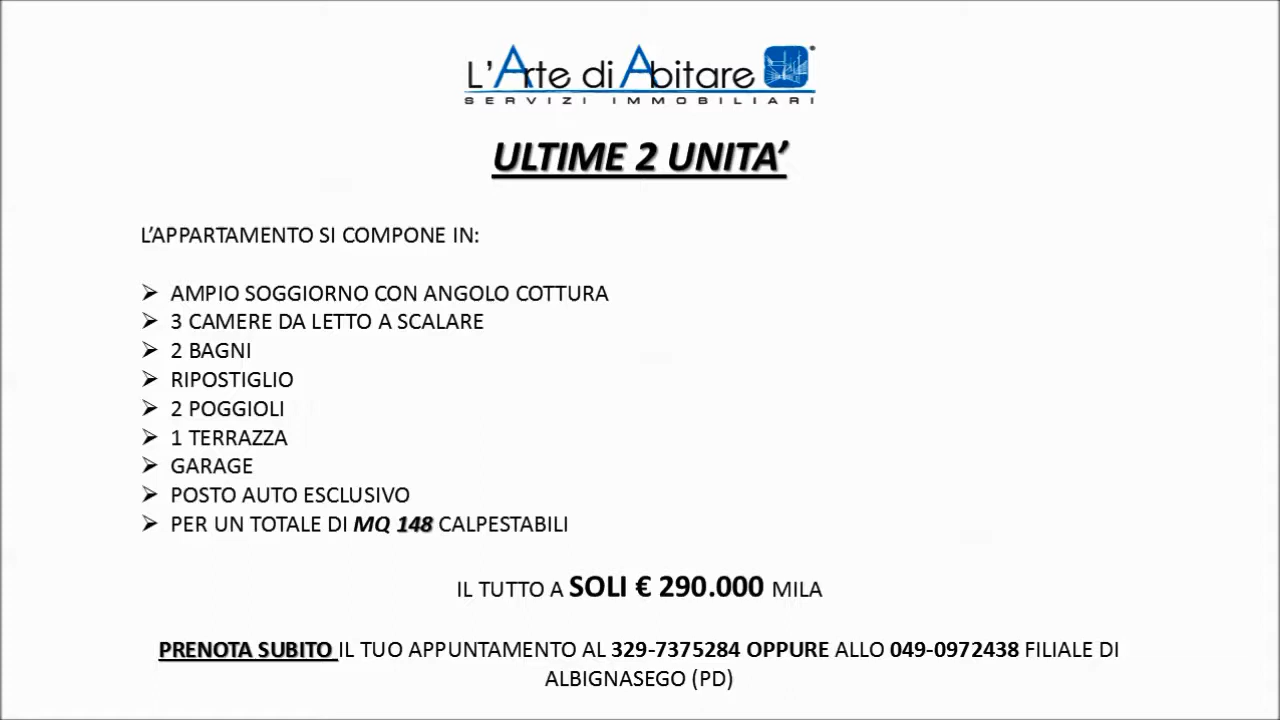 L'Arte di Abitare
SERVIZI IMMOBILIARI
ULTIME 2 UNITA'
L'APPARTAMENTO SI COMPONE IN:
➢ AMPIO SOGGIORNO CON ANGOLO COTTURA
➢ 3 CAMERE DA LETTO A SCALARE
➢ 2 BAGNI
➢ RIPOSTIGLIO
➢ 2 POGGIOLI
➢ 1 TERRAZZA
➢ GARAGE
➢ POSTO AUTO ESCLUSIVO
➢ PER UN TOTALE DI MQ 148 CALPESTABILI
IL TUTTO A SOLI € 290.000 MILA
PRENOTA SUBITO IL TUO APPUNTAMENTO AL 329-7375284 OPPURE ALLO 049-0972438 FILIALE DI
ALBIGNASEGO (PD)